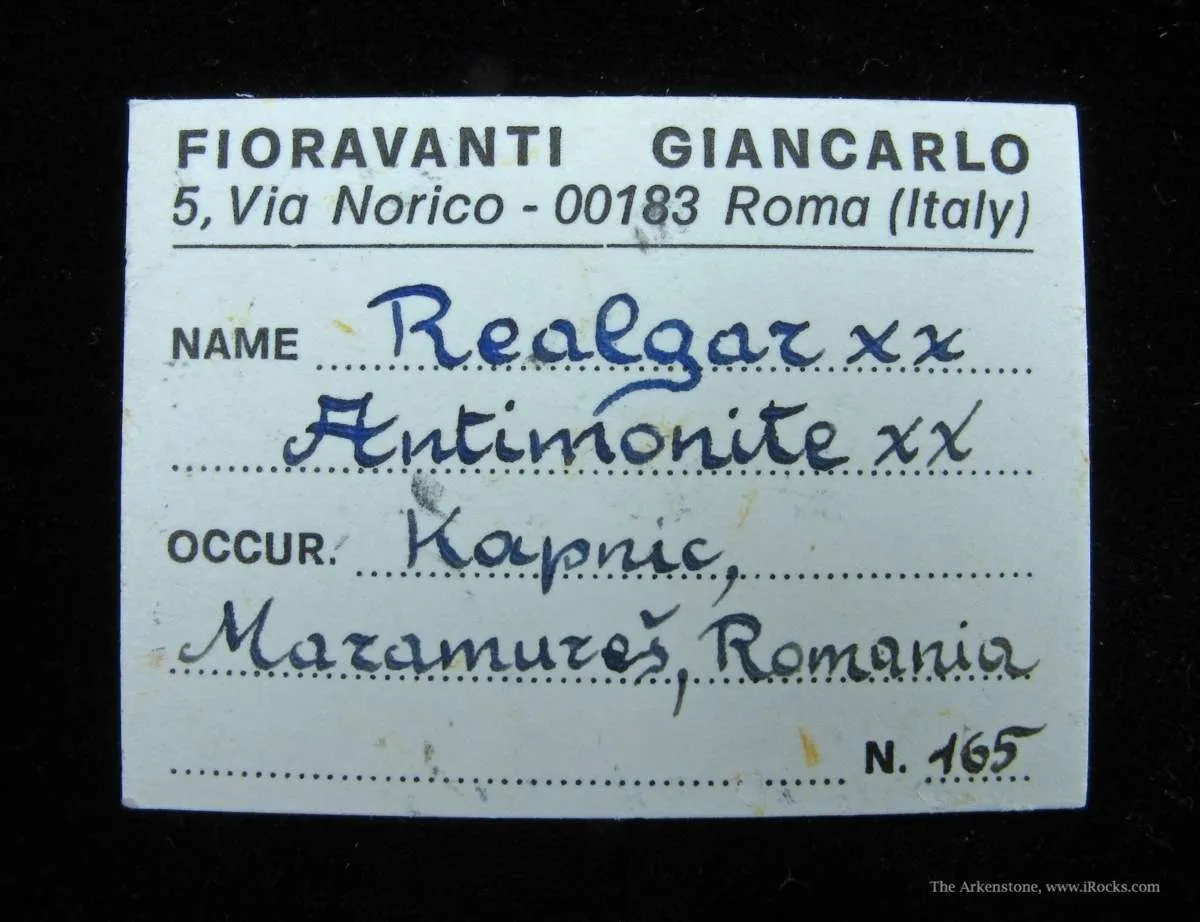 FIORAVANTI GIANCARLO
5, Via Norico - 00183 Roma (Italy)
NAME Realgar xx
Antimonite xx
OCCUR. Kapnic,
Maramureš, Romania
N. 165
The Arkenstone, www.iRocks.com